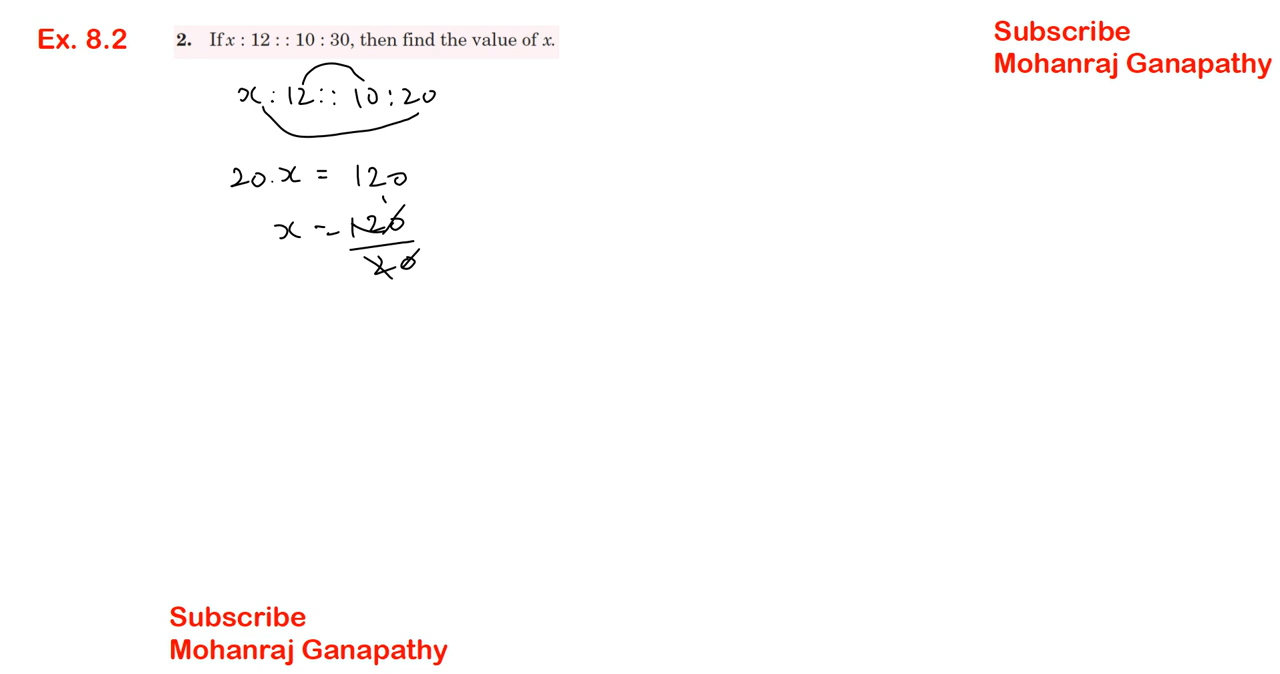 Ex. 8.2
2. If x : 12 : : 10 : 30, then find the value of x.
Subscribe
Mohanraj Ganapathy
x : 12 : : 10 : 20
20 . x = 120
x = 120
20
Subscribe
Mohanraj Ganapathy